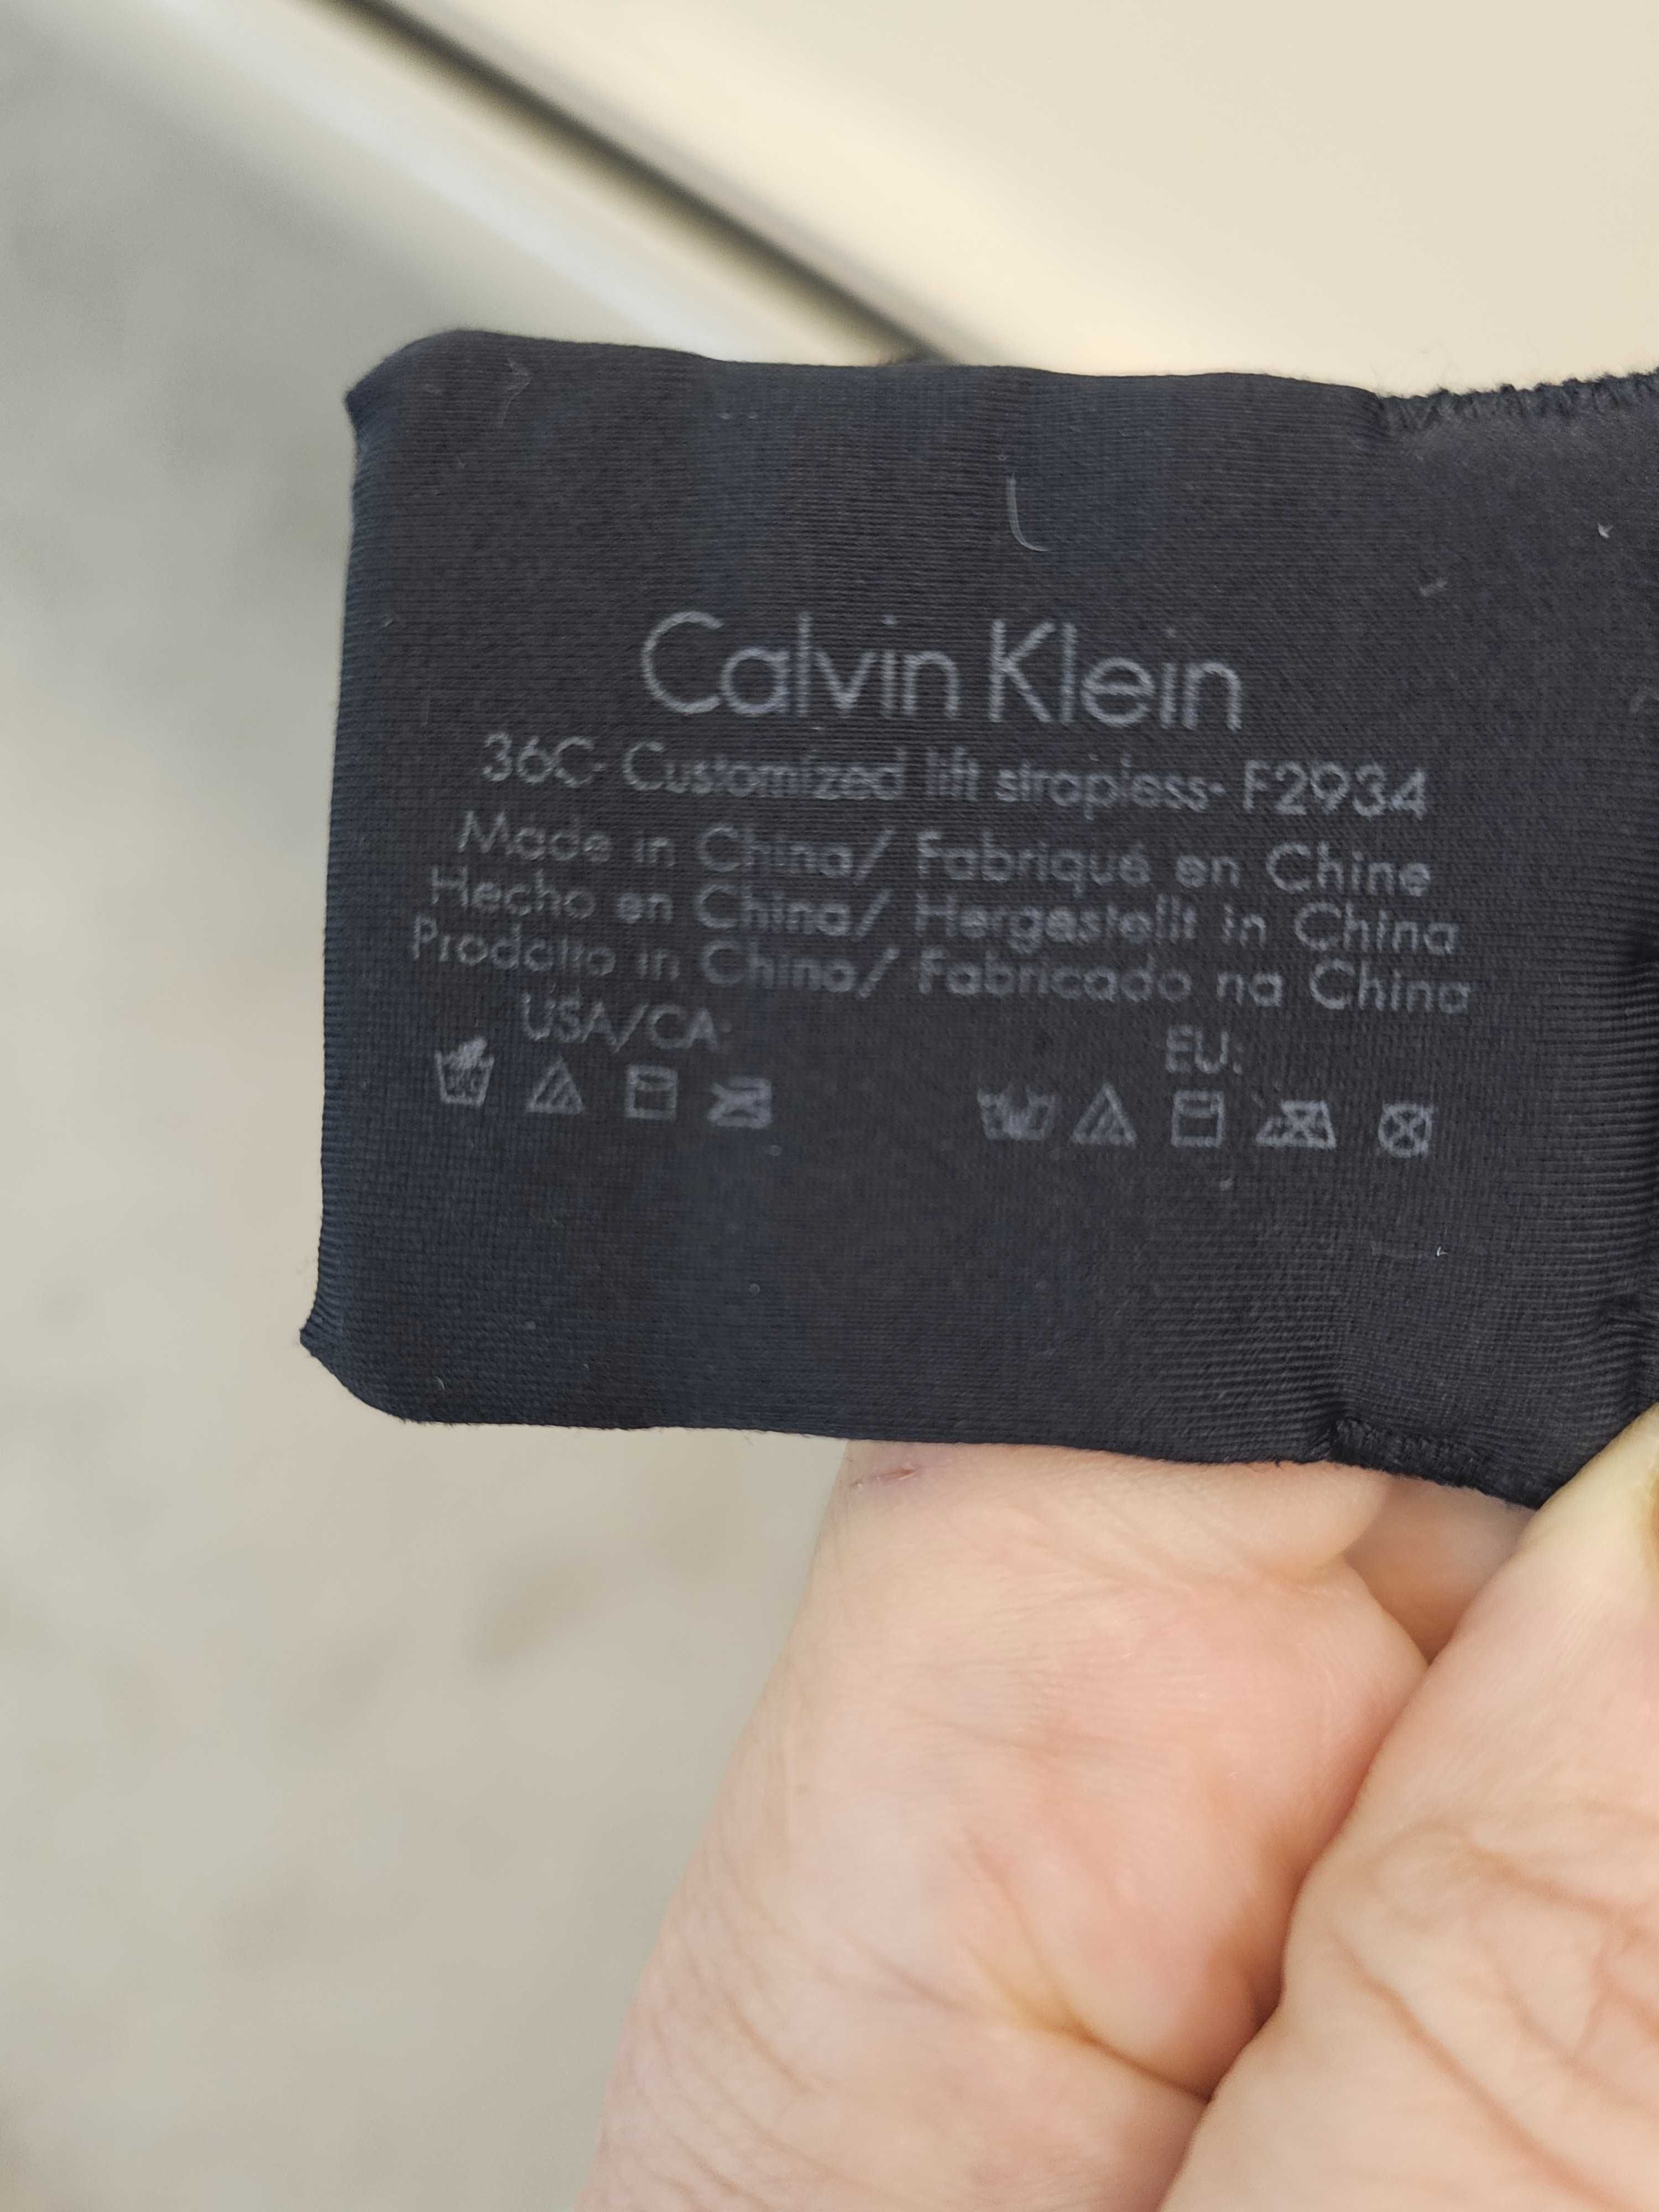 Calvin Klein
36C- Customized lift strapless- F2934
Made in China/ Fabriqué en Chine
Hecho en China/ Hergestellt in China
Prodotto in China/ Fabricado na China
USA/CA: EU: